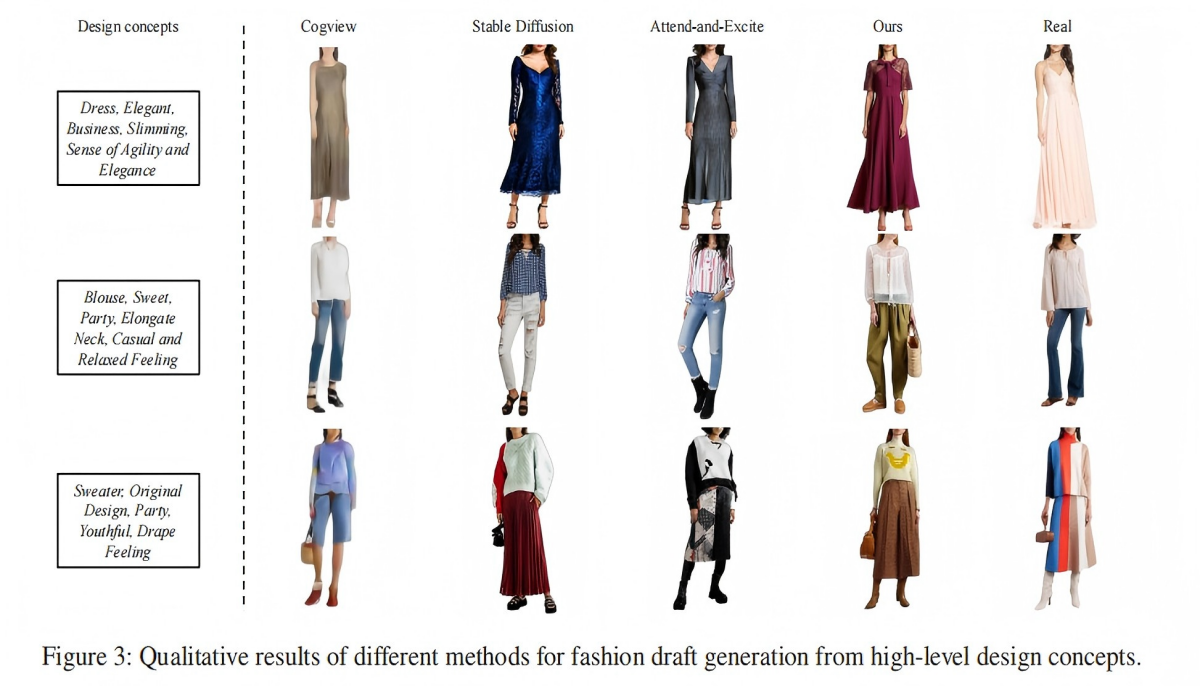 Design concepts
Cogview
Stable Diffusion
Attend-and-Excite
Ours
Real
Dress, Elegant,
Business, Slimming,
Sense of Agility and
Elegance
Blouse, Sweet,
Party, Elongate
Neck, Casual and
Relaxed Feeling
Sweater, Original
Design, Party,
Youthful, Drape
Feeling
Figure 3: Qualitative results of different methods for fashion draft generation from high-level design concepts.